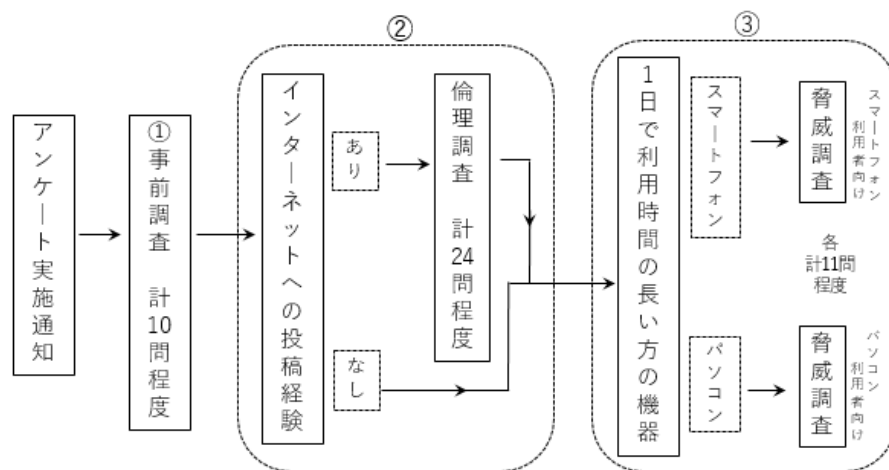 ②
③
アンケート実施通知
①事前調査 計10問程度
インターネットへの投稿経験
あり
なし
倫理調査 計24問程度
1日で利用時間の長い方の機器
スマートフォン
パソコン
脅威調査
スマートフォン
利用者向け
各
計11問
程度
脅威調査
パソコン
利用者向け